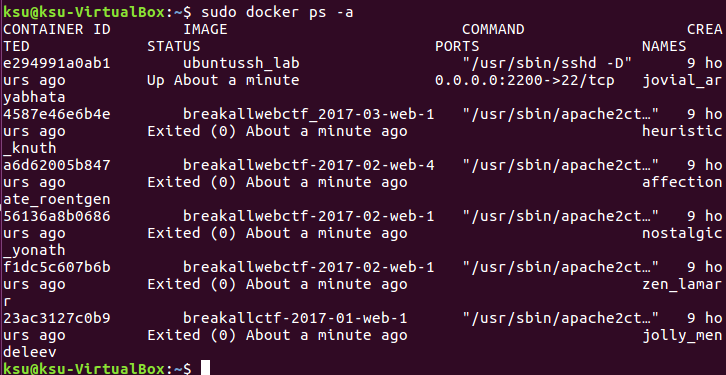 ksu@ksu-VirtualBox:~$ sudo docker ps -a
CONTAINER ID        IMAGE                         COMMAND                  CREA
TED             STATUS                          PORTS                  NAMES
e294991a0ab1        ubuntussh_lab                 "/usr/sbin/sshd -D"      9 ho
urs ago         Up About a minute               0.0.0.0:2200->22/tcp   jovial_ar
yabhata
4587e46e6b4e        breakallwebctf_2017-03-web-1   "/usr/sbin/apache2ct…"   9 ho
urs ago         Exited (0) About a minute ago                          heuristic
_knuth
a6d62005b847        breakallwebctf-2017-02-web-4   "/usr/sbin/apache2ct…"   9 ho
urs ago         Exited (0) About a minute ago                          affection
ate_roentgen
56136a8b0686        breakallwebctf-2017-02-web-1   "/usr/sbin/apache2ct…"   9 ho
urs ago         Exited (0) About a minute ago                          nostalgic
_yonath
f1dc5c607b6b        breakallwebctf-2017-02-web-1   "/usr/sbin/apache2ct…"   9 ho
urs ago         Exited (0) About a minute ago                          zen_lamar
r
23ac3127c0b9        breakallctf-2017-01-web-1      "/usr/sbin/apache2ct…"   9 ho
urs ago         Exited (0) About a minute ago                          jolly_men
deleev
ksu@ksu-VirtualBox:~$